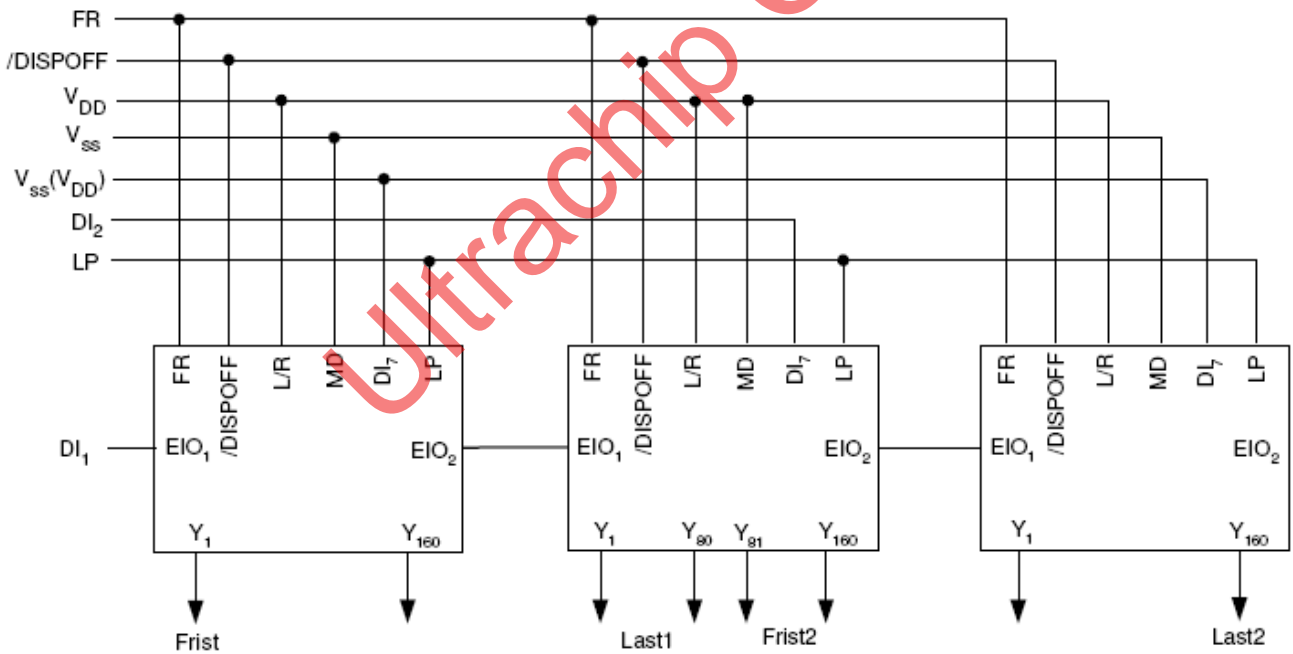 FR
/DISPOFF
VDD
Vss
Vss(VDD)
DI2
LP
FR /DISPOFF L/R MD DI7 LP
FR /DISPOFF L/R MD DI7 LP
FR /DISPOFF L/R MD DI7 LP
DI1
EIO1 EIO2
EIO1 EIO2
EIO1 EIO2
Y1 Y160
Y1 Y80 Y81 Y160
Y1 Y160
Frist
Last1
Frist2
Last2
Ultrachip